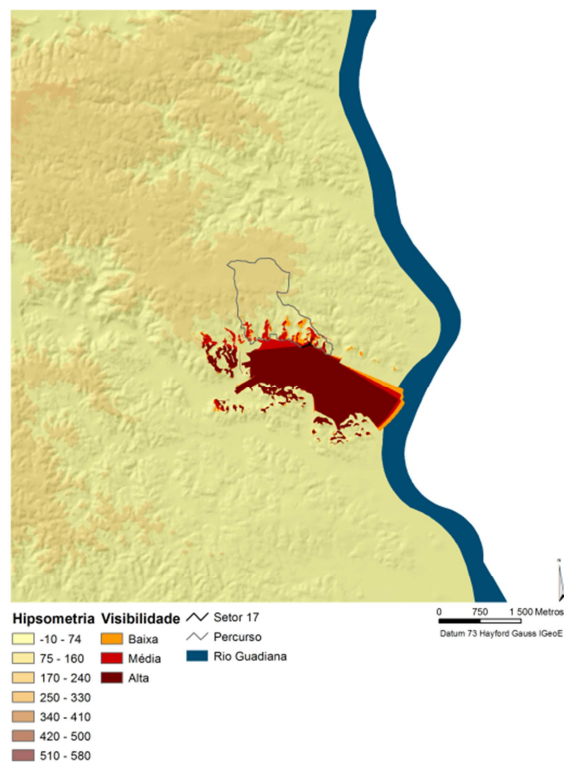 N
Hipsometria
-10 - 74
75 - 160
170 - 240
250 - 330
340 - 410
420 - 500
510 - 580
Visibilidade
Baixa
Média
Alta
Setor 17
Percurso
Rio Guadiana
0 750 1 500 Metros
Datum 73 Hayford Gauss IGeoE